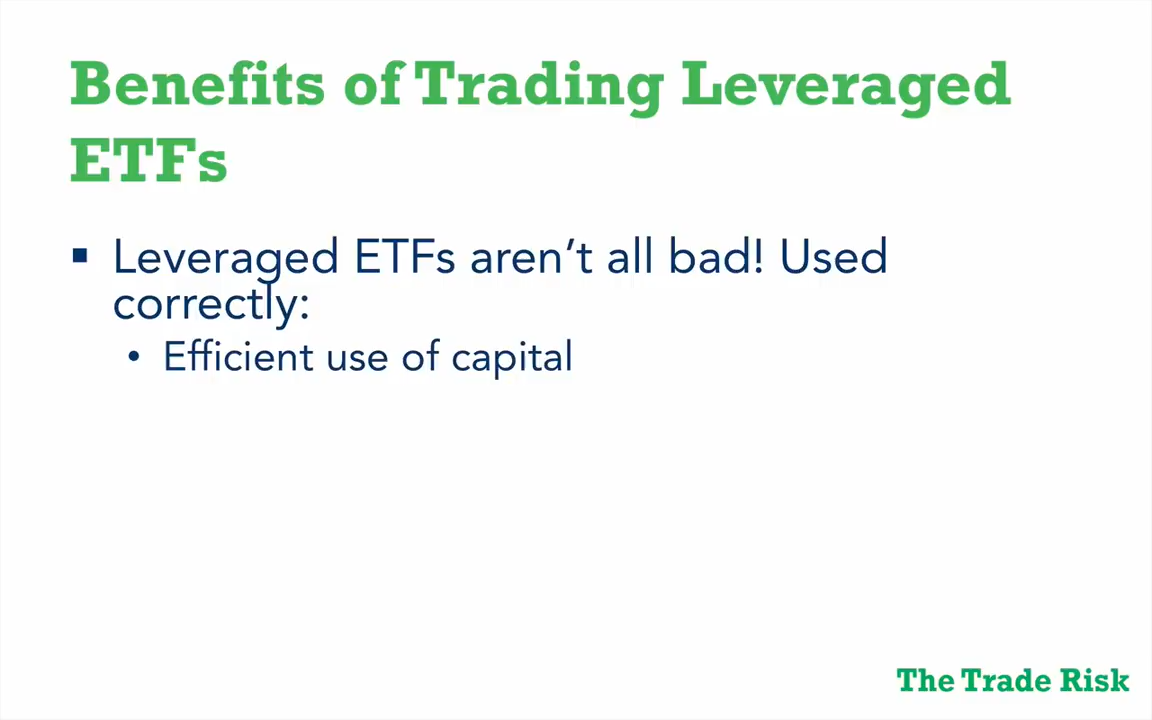 Benefits of Trading Leveraged
ETFs
▪ Leveraged ETFs aren’t all bad! Used
correctly:
• Efficient use of capital
The Trade Risk